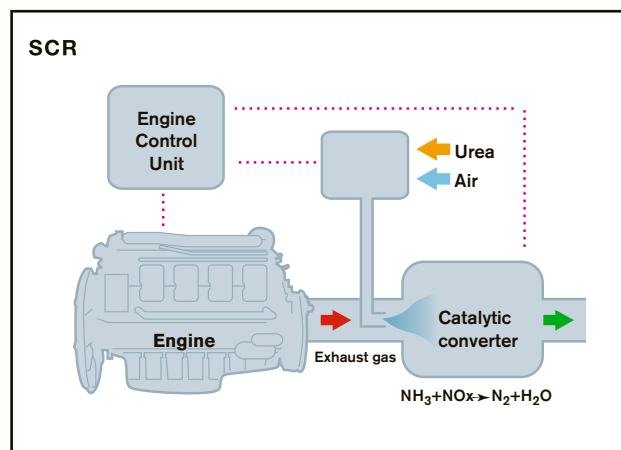 SCR
Engine
Control
Unit
Urea
Air
Engine
Exhaust gas
Catalytic
converter
NH₃+NOx↔N₂+H₂O